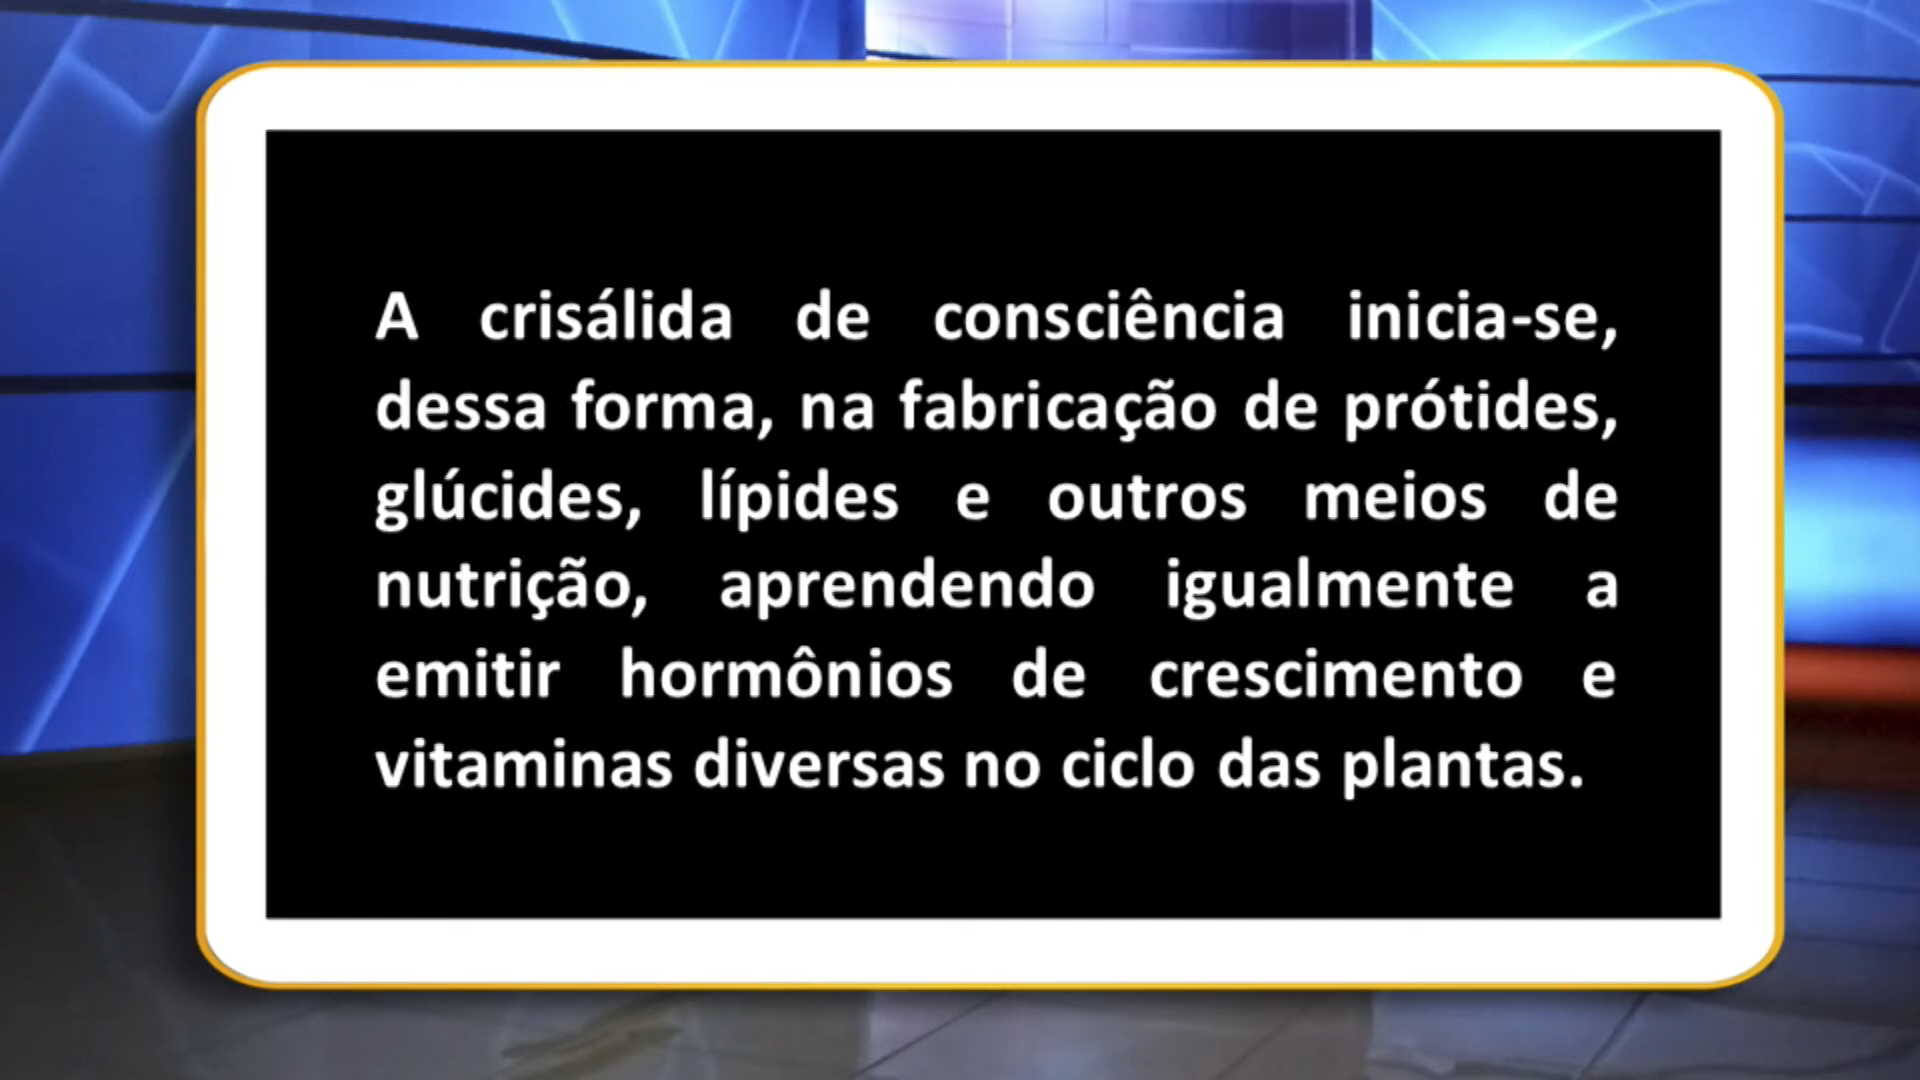 A crisálida de consciência inicia-se,
dessa forma, na fabricação de prótides,
glúcides, lípides e outros meios de
nutrição, aprendendo igualmente a
emitir hormônios de crescimento e
vitaminas diversas no ciclo das plantas.